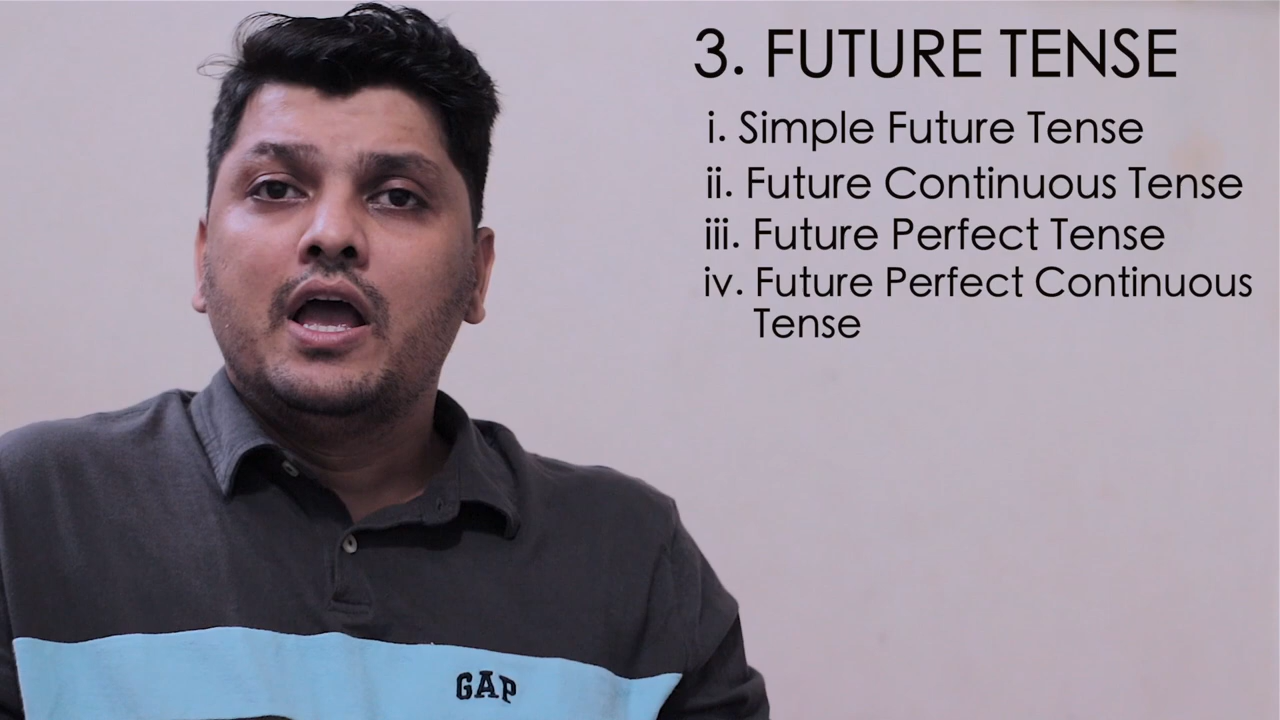 3. FUTURE TENSE
i. Simple Future Tense
ii. Future Continuous Tense
iii. Future Perfect Tense
iv. Future Perfect Continuous
Tense
GAP